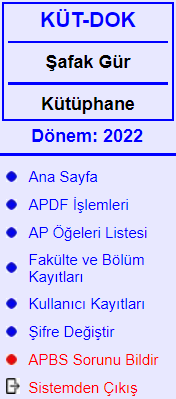 KÜT-DOK
Şafak Gür
Kütüphane
Dönem: 2022
Ana Sayfa
APDF İşlemleri
AP Öğeleri Listesi
Fakülte ve Bölüm
Kayıtları
Kullanıcı Kayıtları
Şifre Değiştir
APBS Sorunu Bildir
Sistemden Çıkış